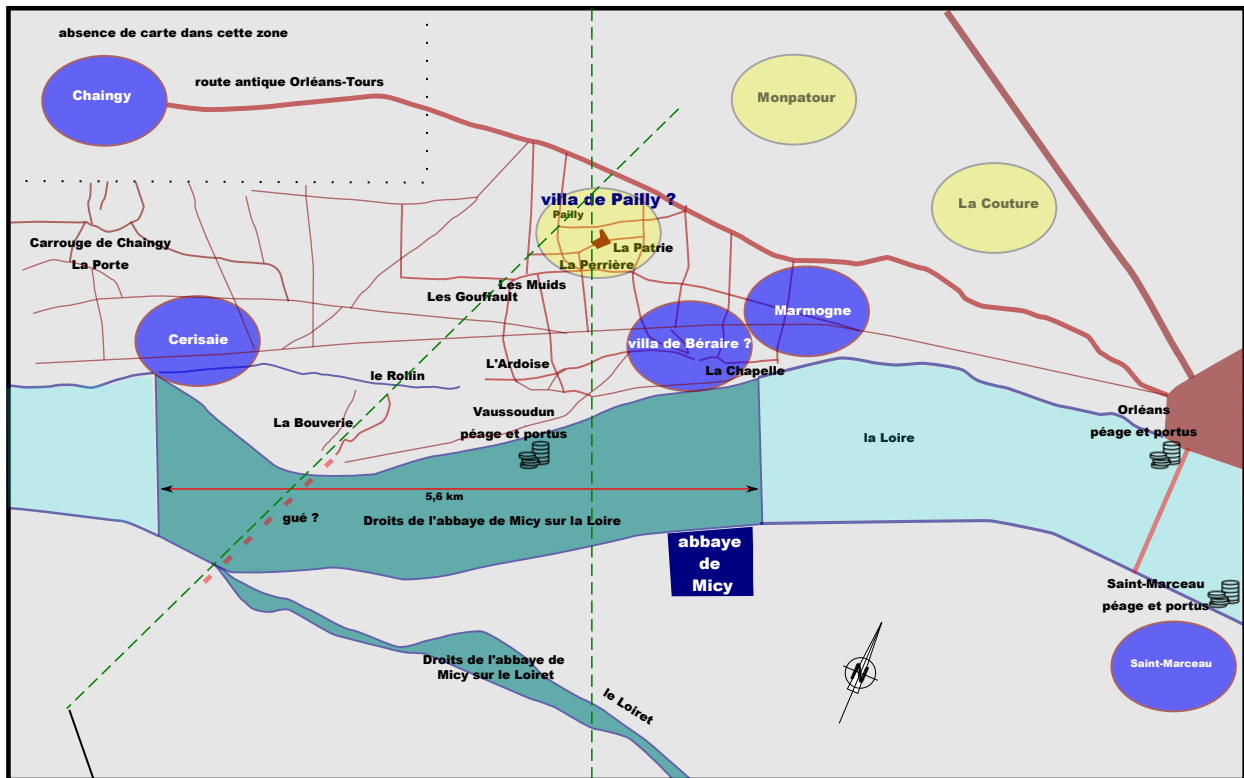 absence de carte dans cette zone
Chaingy
route antique Orléans-Tours
Monpatour
villa de Pailly ?
Pailly
La Couture
Carrouge de Chaingy
La Patrie
La Porte
La Perrière
Les Muids
Les Gouffault
Marmogne
Cerisaie
villa de Béraire ?
L'Ardoise
La Chapelle
le Rollin
Vaussoudun
péage et portus
Orléans
péage et portus
La Bouverie
la Loire
5,6 km
gué ?
Droits de l'abbaye de Micy sur la Loire
abbaye
de
Micy
Saint-Marceau
péage et portus
Droits de l'abbaye de
Micy sur le Loiret
Saint-Marceau
le Loiret
N